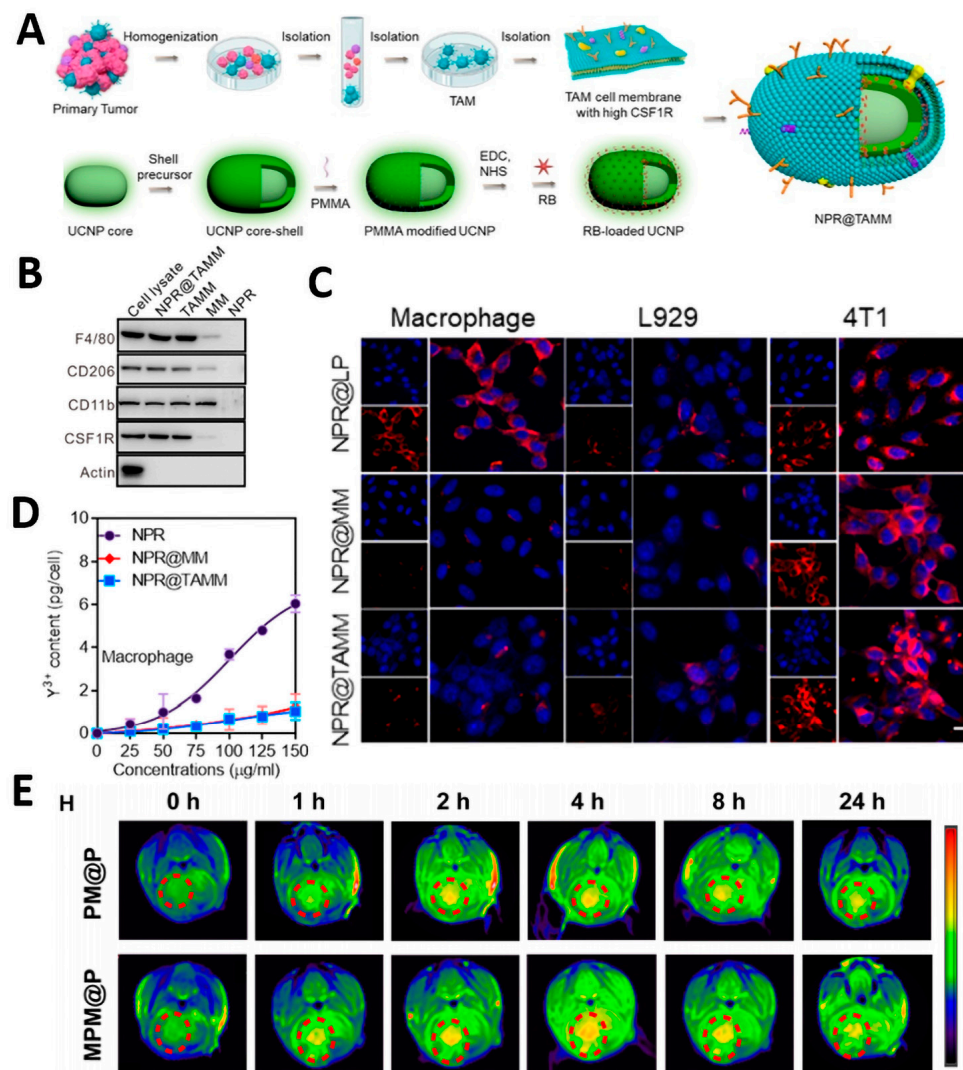 A
Homogenization
Isolation
Isolation
Isolation
Primary Tumor
TAM
TAM cell membrane
with high CSF1R
Shell
precursor
PMMA
EDC,
NHS
RB
UCNP core
UCNP core-shell
PMMA modified UCNP
RB-loaded UCNP
NPR@TAMM
B
Cell lysate
NPR@TAMM
TAMM
MM
NPR
F4/80
CD206
CD11b
CSF1R
Actin
C
Macrophage
L929
4T1
NPR@LP
NPR@MM
NPR@TAMM
D
Y3+ content (pg/cell)
10
8
6
4
2
0
NPR
NPR@MM
NPR@TAMM
Macrophage
0 25 50 75 100 125 150
Concentrations (μg/ml)
E
H
0 h
1 h
2 h
4 h
8 h
24 h
PM@P
MPM@P